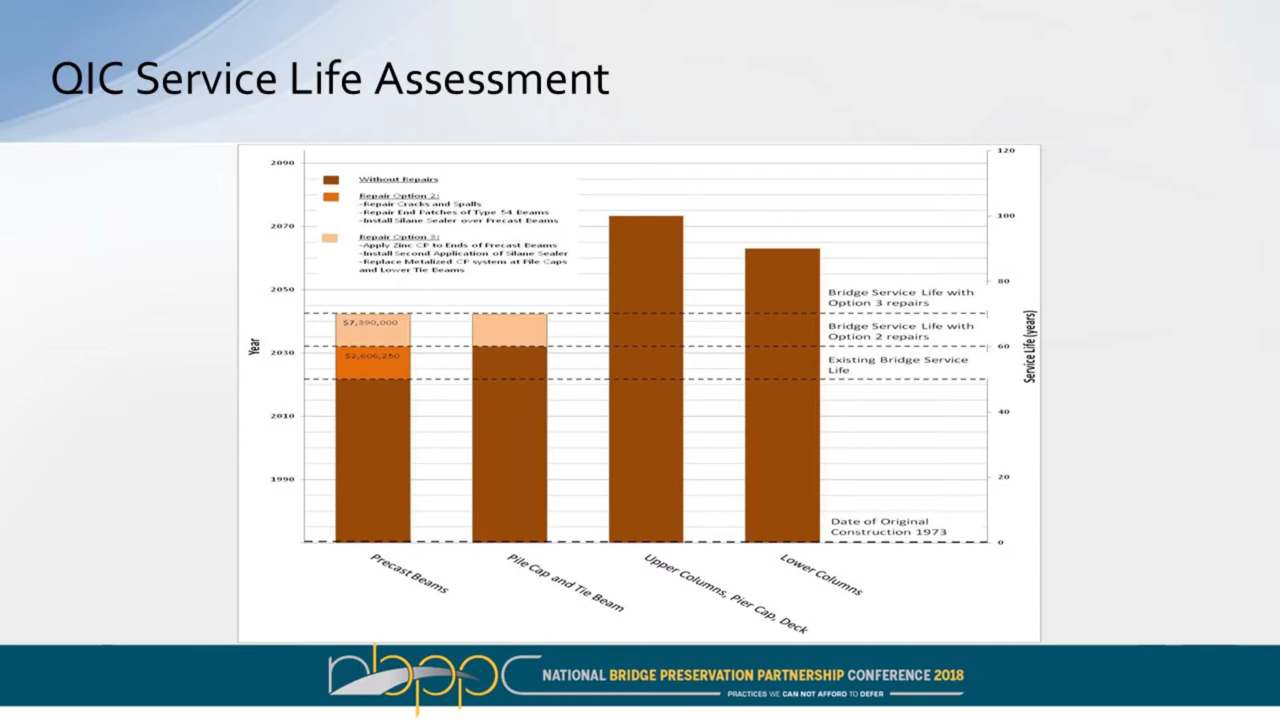 QIC Service Life Assessment
2090
2070
2050
2030
2010
1990
Year
Without Repairs
Repair Option 2:
-Repair Cracks and Spalls
-Repair End Patches of Type 54 Beams
-Install Silane Sealer over Precast Beams
Repair Option 3:
-Apply Zinc CP to Ends of Precast Beams
-Install Second Application of Silane Sealer
-Replace Metalized CP system at Pile Caps
and Lower Tie Beams
$7,390,000
$2,606,250
Bridge Service Life with
Option 3 repairs
Bridge Service Life with
Option 2 repairs
Existing Bridge Service
Life
Date of Original
Construction 1973
120
100
80
60
40
20
0
Service Life (years)
Precast Beams
Pile Cap and Tie Beam
Upper Columns, Pier Cap, Deck
Lower Columns
nbppc
NATIONAL BRIDGE PRESERVATION PARTNERSHIP CONFERENCE 2018
PRACTICES WE CAN NOT AFFORD TO DEFER